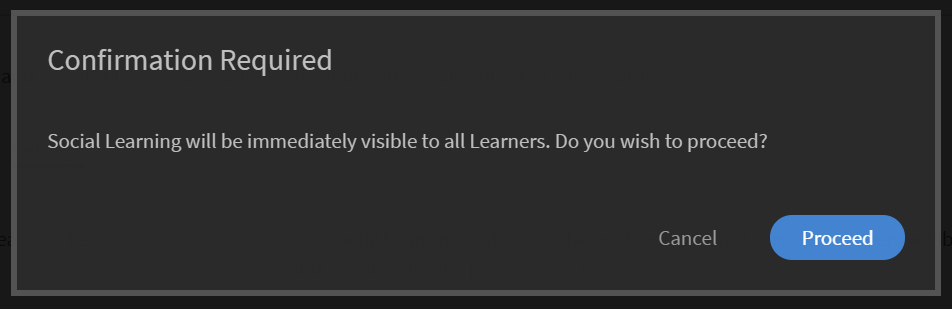 Confirmation Required
Social Learning will be immediately visible to all Learners. Do you wish to proceed?
Cancel
Proceed